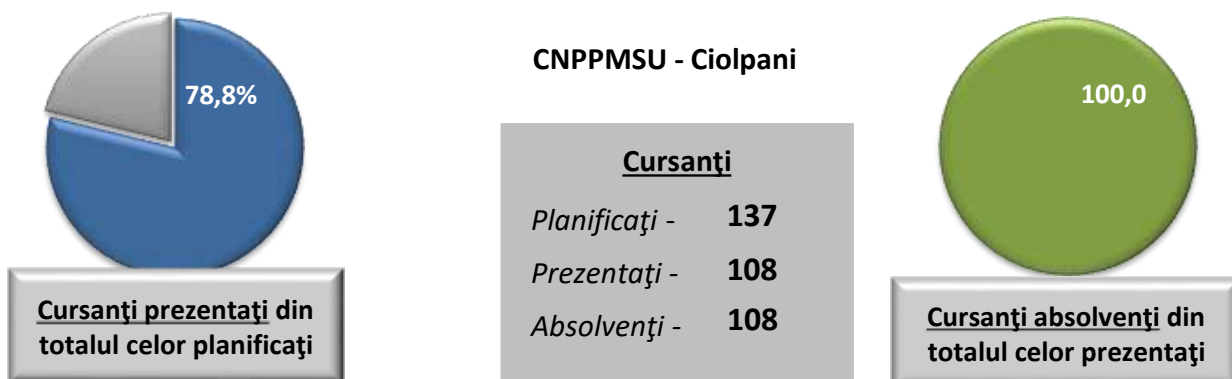 78,8%
Cursanţi prezentaţi din
totalul celor planificaţi
CNPPMSU - Ciolpani
Cursanţi
Planificaţi - 137
Prezentaţi - 108
Absolvenţi - 108
100,0
Cursanţi absolvenţi din
totalul celor prezentaţi